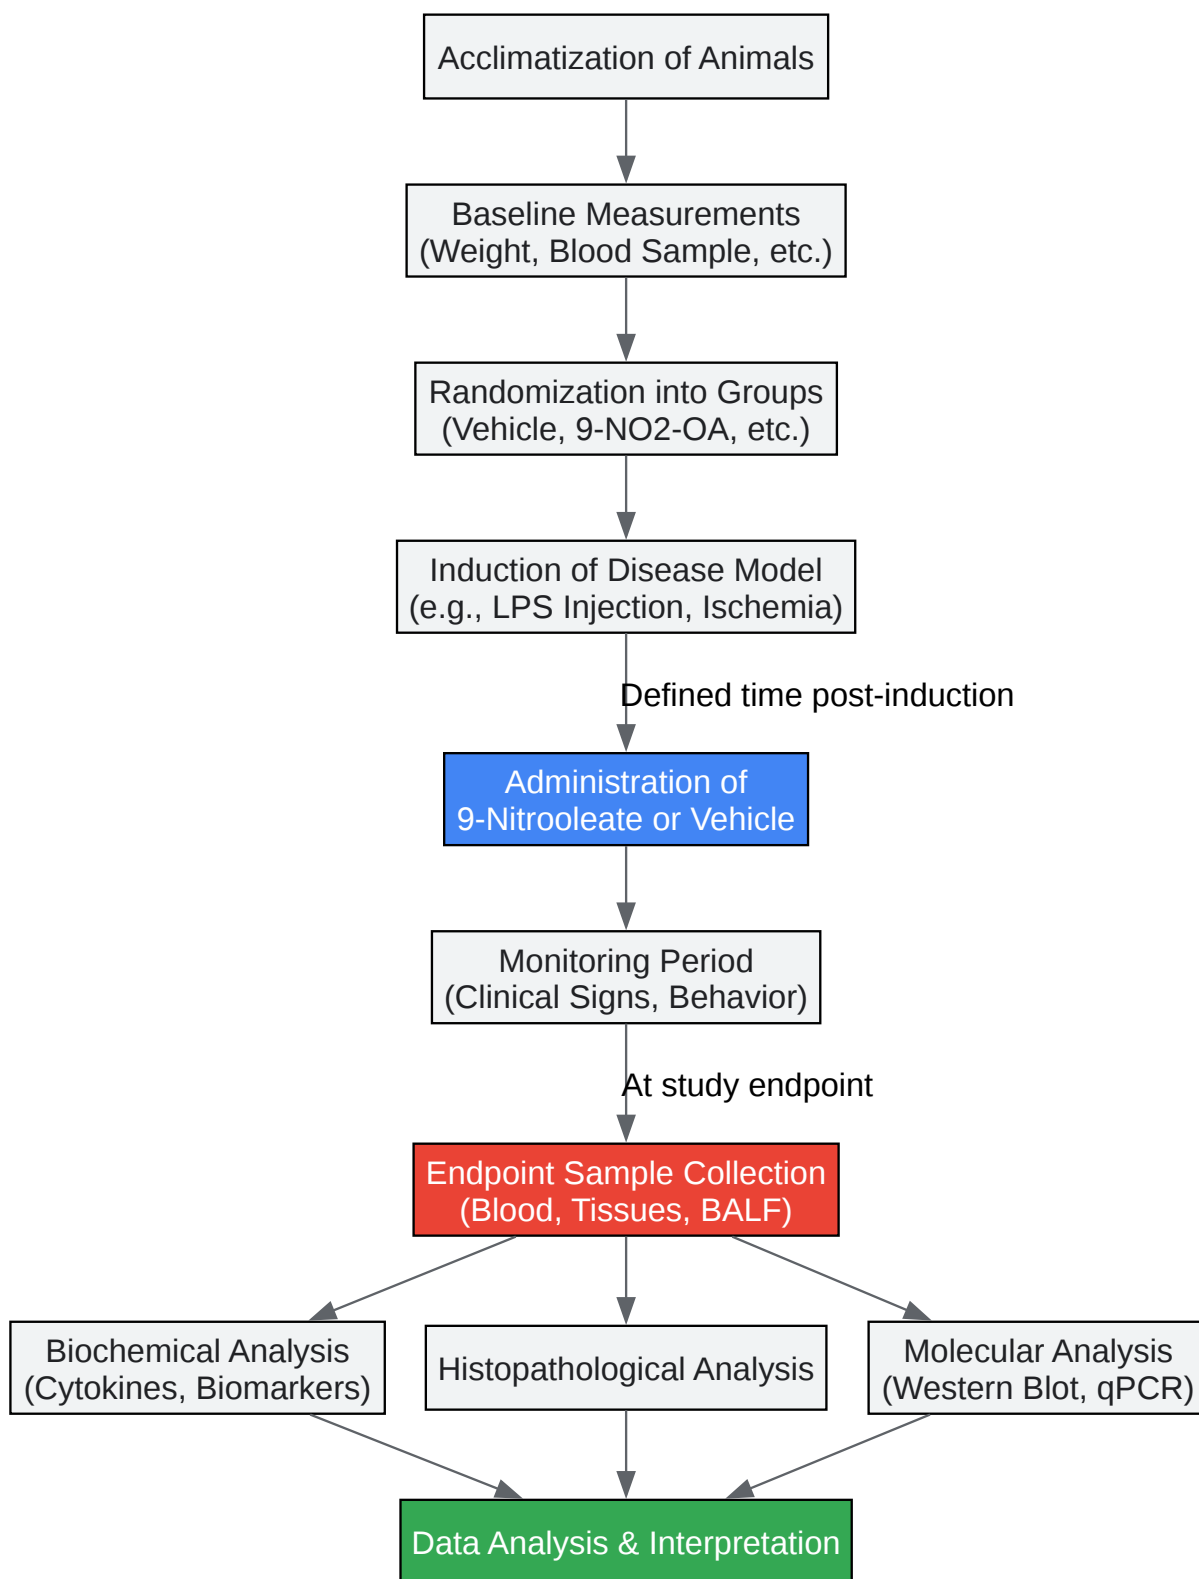 Acclimatization of Animals
Baseline Measurements
(Weight, Blood Sample, etc.)
Randomization into Groups
(Vehicle, 9-NO2-OA, etc.)
Induction of Disease Model
(e.g., LPS Injection, Ischemia)
Defined time post-induction
Administration of
9-Nitrooleate or Vehicle
Monitoring Period
(Clinical Signs, Behavior)
At study endpoint
Endpoint Sample Collection
(Blood, Tissues, BALF)
Biochemical Analysis
(Cytokines, Biomarkers)
Histopathological Analysis
Molecular Analysis
(Western Blot, qPCR)
Data Analysis & Interpretation